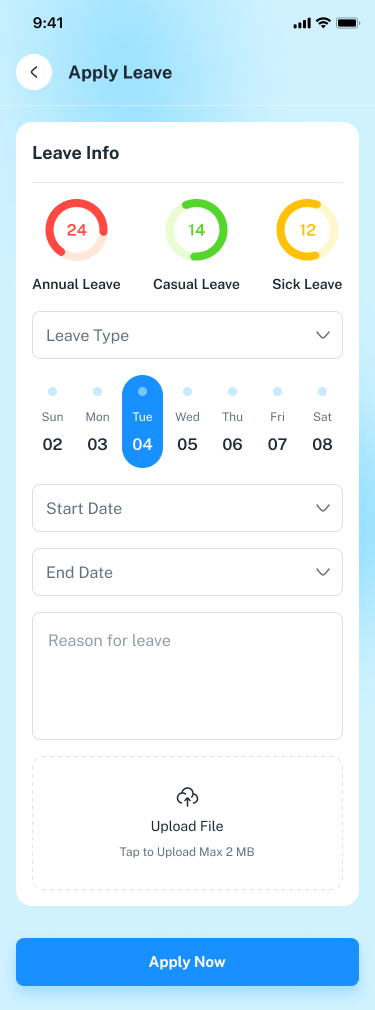 9:41
Apply Leave
Leave Info
24 14 12
Annual Leave Casual Leave Sick Leave
Leave Type
Sun Mon Tue Wed Thu Fri Sat
02 03 04 05 06 07 08
Start Date
End Date
Reason for leave
Upload File
Tap to Upload Max 2 MB
Apply Now